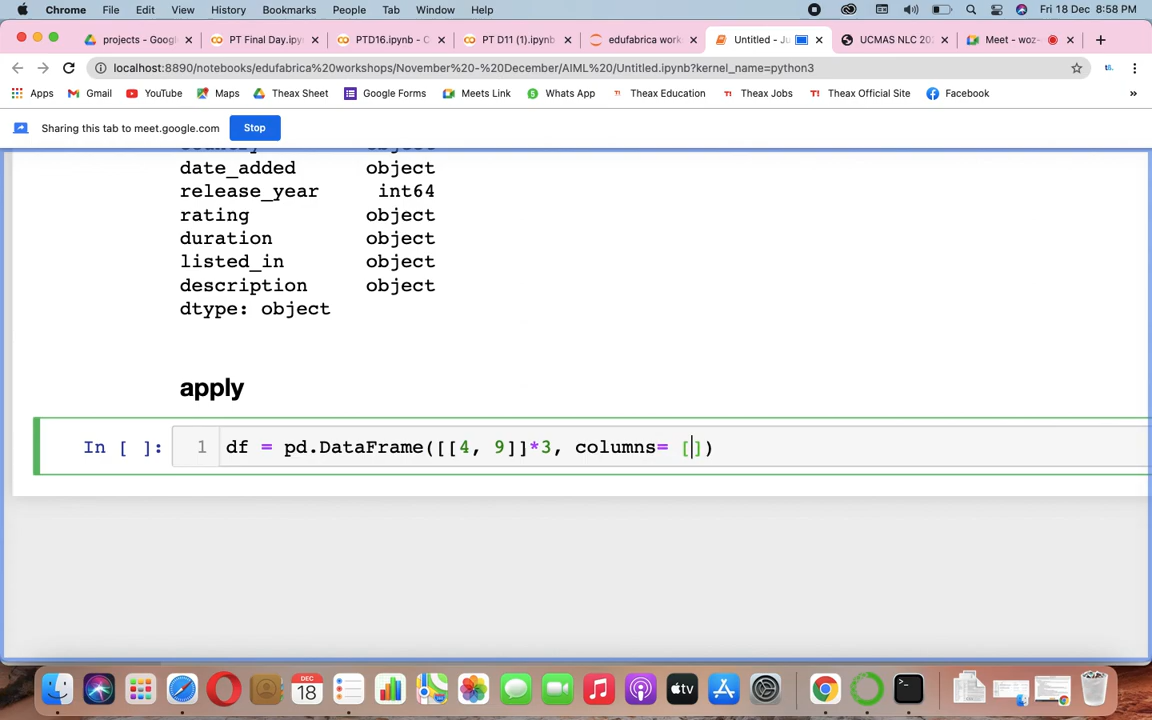 Chrome File Edit View History Bookmarks People Tab Window Help Fri 18 Dec 8:58 PM
projects - Google PT Final Day.ipy PTD16.ipynb - C PT D11 (1).ipynb edufabrica work Untitled - Ju UCMAS NLC 20 Meet - woz-
localhost:8890/notebooks/edufabrica%20workshops/November%20-%20December/AIML%20/Untitled.ipynb?kernel_name=python3
Apps Gmail YouTube Maps Theax Sheet Google Forms Meets Link Whats App Theax Education Theax Jobs Theax Official Site Facebook »
Sharing this tab to meet.google.com Stop
date_added object
release_year int64
rating object
duration object
listed_in object
description object
dtype: object
apply
In [ ]: 1 df = pd.DataFrame([[4, 9]]*3, columns= [])
DEC
18
tv